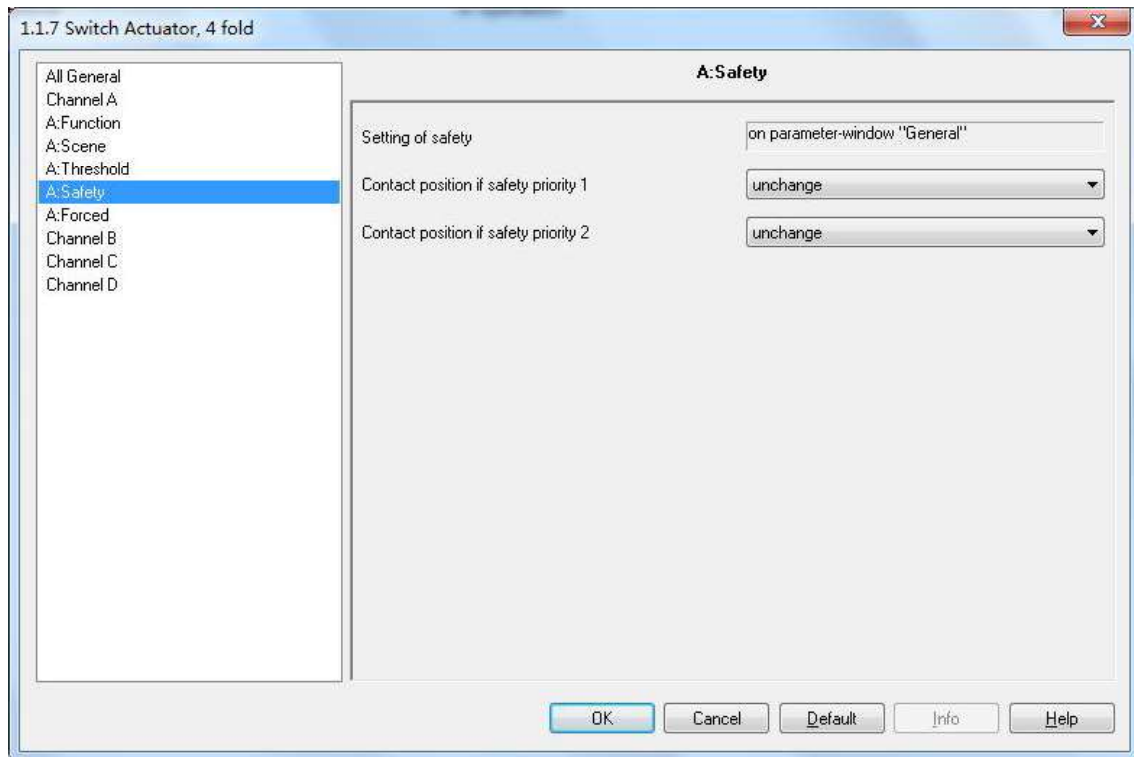 1.1.7 Switch Actuator, 4 fold
x
All General
Channel A
A:Function
A:Scene
A:Threshold
A:Safety
A:Forced
Channel B
Channel C
Channel D
A:Safety
Setting of safety
on parameter-window "General"
Contact position if safety priority 1
unchange
Contact position if safety priority 2
unchange
OK
Cancel
Default
Info
Help